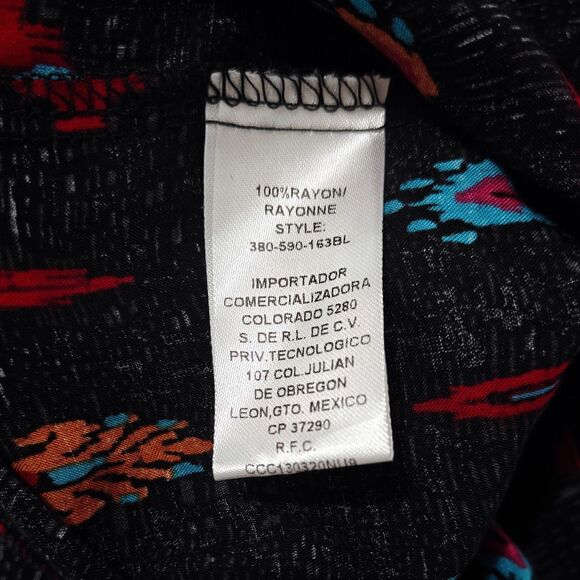 100%RAYON/
RAYONNE
STYLE:
380-590-163BL
IMPORTADOR
COMERCIALIZADORA
COLORADO 5280
S. DE R.L. DE C.V.
PRIV.TECNOLOGICO
107 COL.JULIAN
DE OBREGON
LEON,GTO. MEXICO
CP 37290
R.F.C.
CCC130320NU9